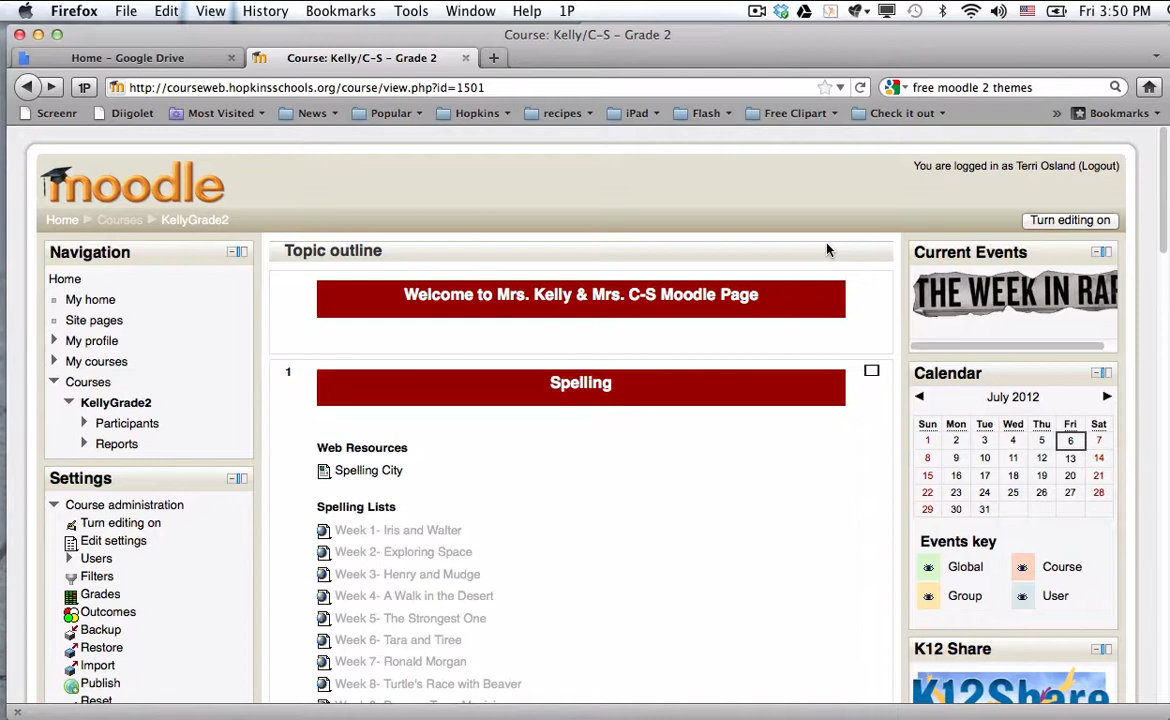 Firefox File Edit View History Bookmarks Tools Window Help 1P Fri 3:50 PM
Course: Kelly/C-S - Grade 2
Home - Google Drive Course: Kelly/C-S - Grade 2
1P http://courseweb.hopkinsschools.org/course/view.php?id=1501 free moodle 2 themes
Screenr Diigolet Most Visited News Popular Hopkins recipes iPad Flash Free Clipart Check it out » Bookmarks
moodle
You are logged in as Terri Osland (Logout)
Home Courses KellyGrade2
Turn editing on
Navigation
Home
My home
Site pages
My profile
My courses
Courses
KellyGrade2
Participants
Reports
Settings
Course administration
Turn editing on
Edit settings
Users
Filters
Grades
Outcomes
Backup
Restore
Import
Publish
Reset
Topic outline
Welcome to Mrs. Kelly & Mrs. C-S Moodle Page
1
Spelling
Web Resources
Spelling City
Spelling Lists
Week 1- Iris and Walter
Week 2- Exploring Space
Week 3- Henry and Mudge
Week 4- A Walk in the Desert
Week 5- The Strongest One
Week 6- Tara and Tiree
Week 7- Ronald Morgan
Week 8- Turtle's Race with Beaver
Current Events
THE WEEK IN RAP
Calendar
July 2012
Sun Mon Tue Wed Thu Fri Sat
1 2 3 4 5 6 7
8 9 10 11 12 13 14
15 16 17 18 19 20 21
22 23 24 25 26 27 28
29 30 31
Events key
Global Course
Group User
K12 Share
K12Share